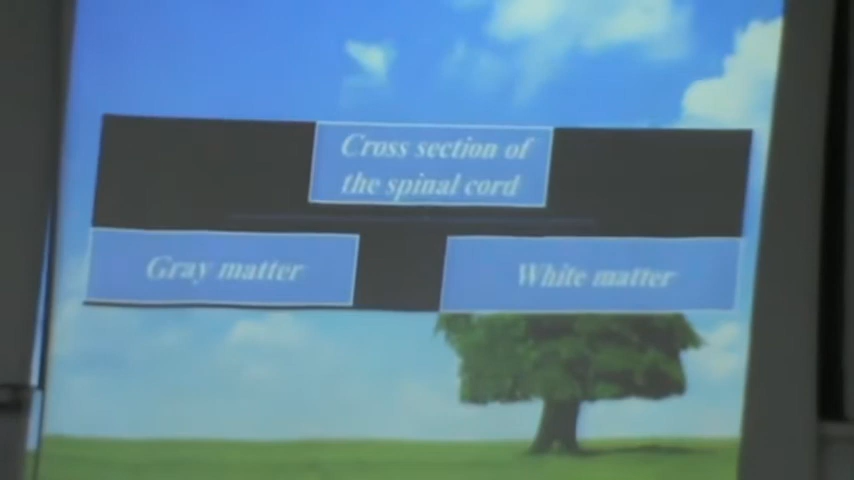 Cross section of
the spinal cord
Gray matter
White matter